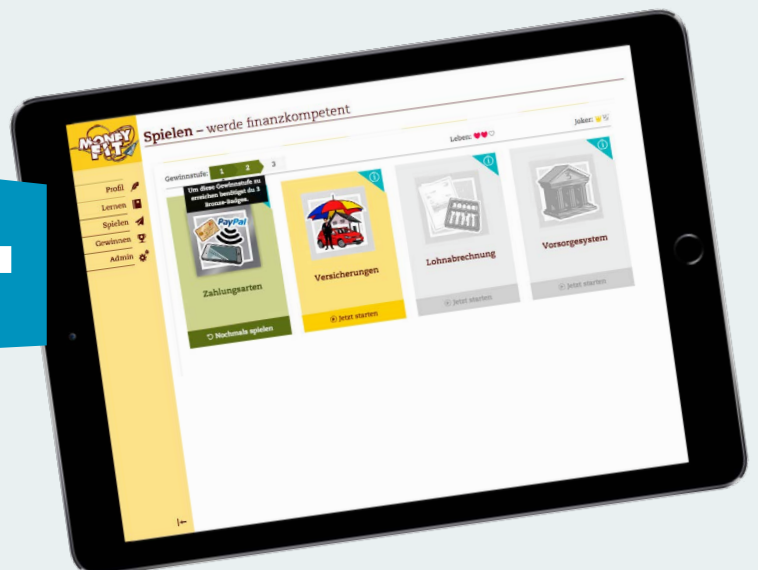 MONEY
FIT
Spielen – werde finanzkompetent
Profil
Lernen
Spielen
Gewinnen
Admin
Gewinnstufe: 1 2 3
Leben:
Joker:
Um diese Gewinnstufe zu
erreichen benötigst du 3
Bronze-Badges.
PayPal
Zahlungsarten
Nochmals spielen
Versicherungen
Jetzt starten
Lohnabrechnung
Jetzt starten
Vorsorgesystem
Jetzt starten